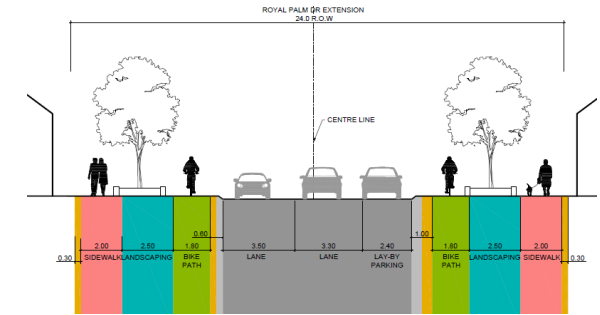 ROYAL PALM DR EXTENSION
24.0 R.O.W
CENTRE LINE
0.60
1.00
2.00
2.50
1.80
3.50
3.30
2.40
1.80
2.50
2.00
0.30
SIDEWALK
LANDSCAPING
BIKE
PATH
LANE
LANE
LAY-BY
PARKING
BIKE
PATH
LANDSCAPING
SIDEWALK
0.30